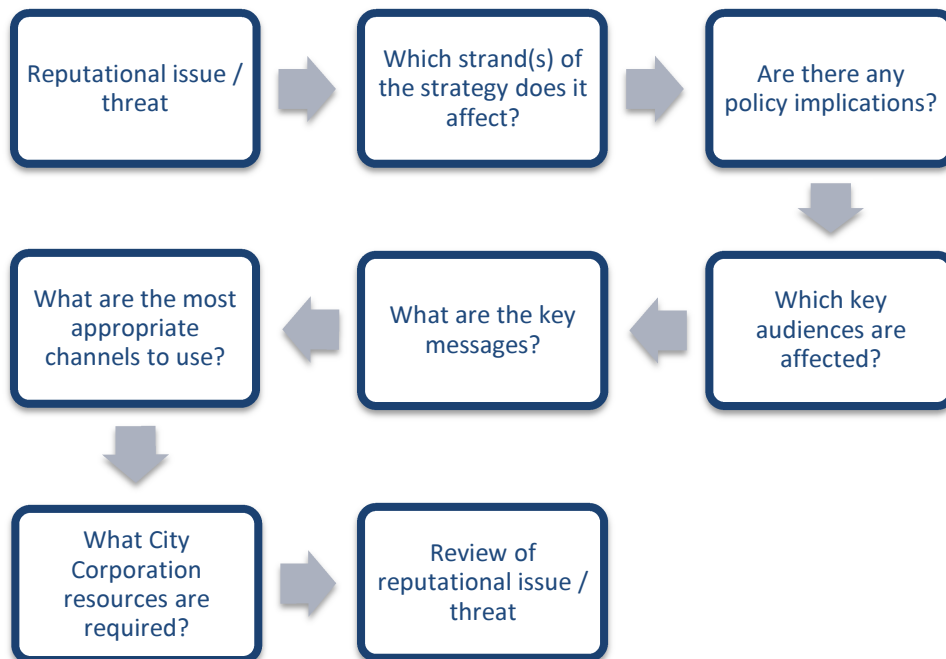 Reputational issue /
threat
Which strand(s) of
the strategy does it
affect?
Are there any
policy implications?
Which key
audiences are
affected?
What are the key
messages?
What are the most
appropriate
channels to use?
What City
Corporation
resources are
required?
Review of
reputational issue /
threat